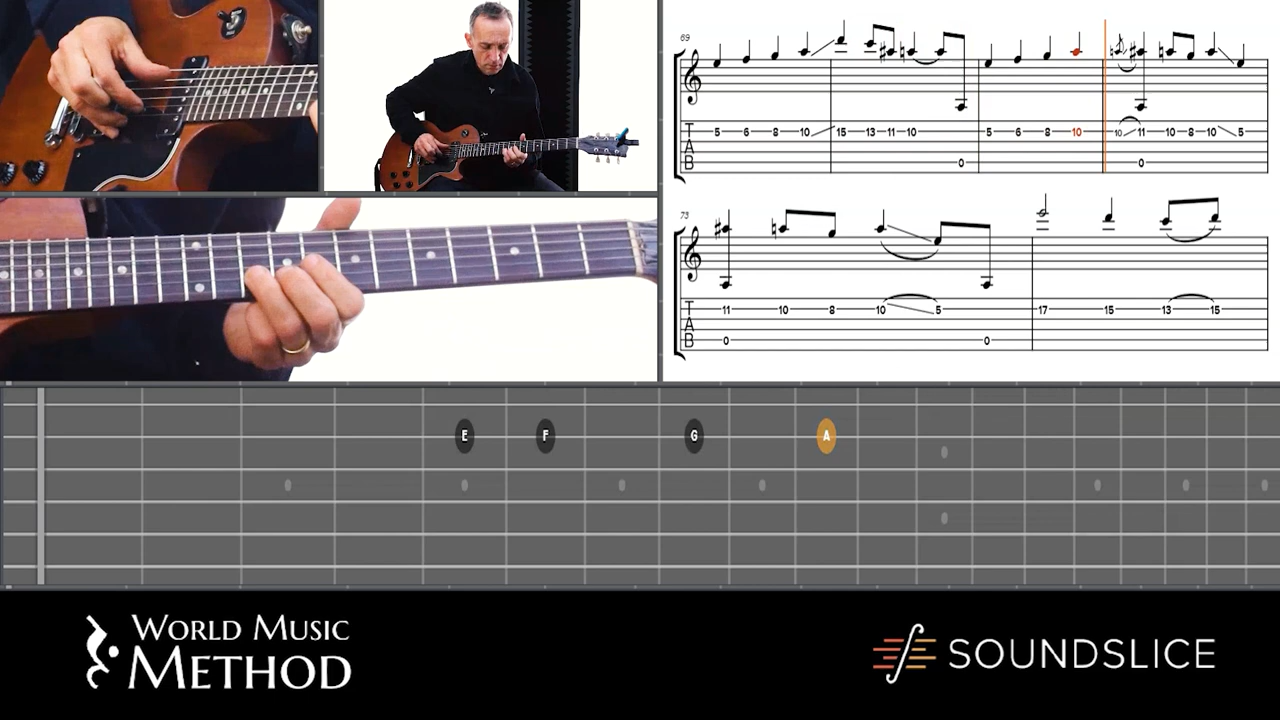 69
5 6 8 10 15 13 11 10 5 6 8 10 10 11 10 8 10 5
0 0
73
11 10 8 10 5 17 15 13 15
0 0
E F G A
WORLD MUSIC
METHOD
SOUNDSLICE